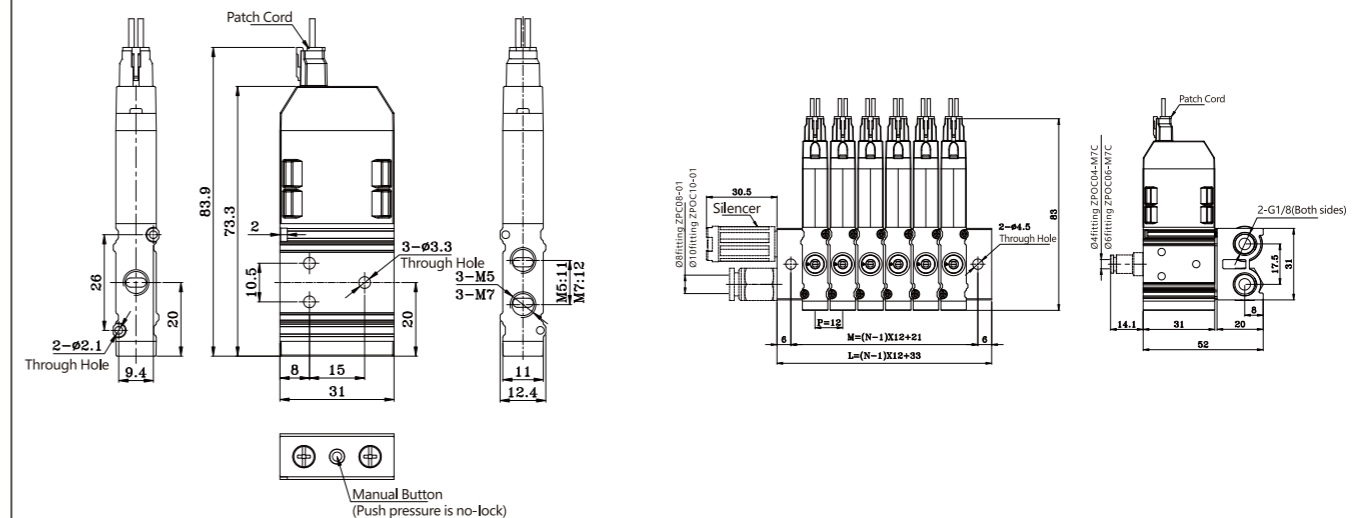 Patch Cord
83.9
73.3
2
26
20
2-ø2.1
Through Hole
9.4
10.5
3-ø3.3
Through Hole
3-M5
3-M7
20
8
15
31
M5:11
M7:12
11
12.4
Manual Button
(Push pressure is no-lock)
Ø8fitting ZPC08-01
Ø10fitting ZPOC10-01
30.5
Silencer
83
2-ø4.5
Through Hole
P=12
6
M=(N-1)X12+21
6
L=(N-1)X12+33
Patch Cord
Ø4fitting ZPOC04-M7C
Ø6fitting ZPOC06-M7C
2-G1/8(Both sides)
17.5
31
8
14.1
31
20
52